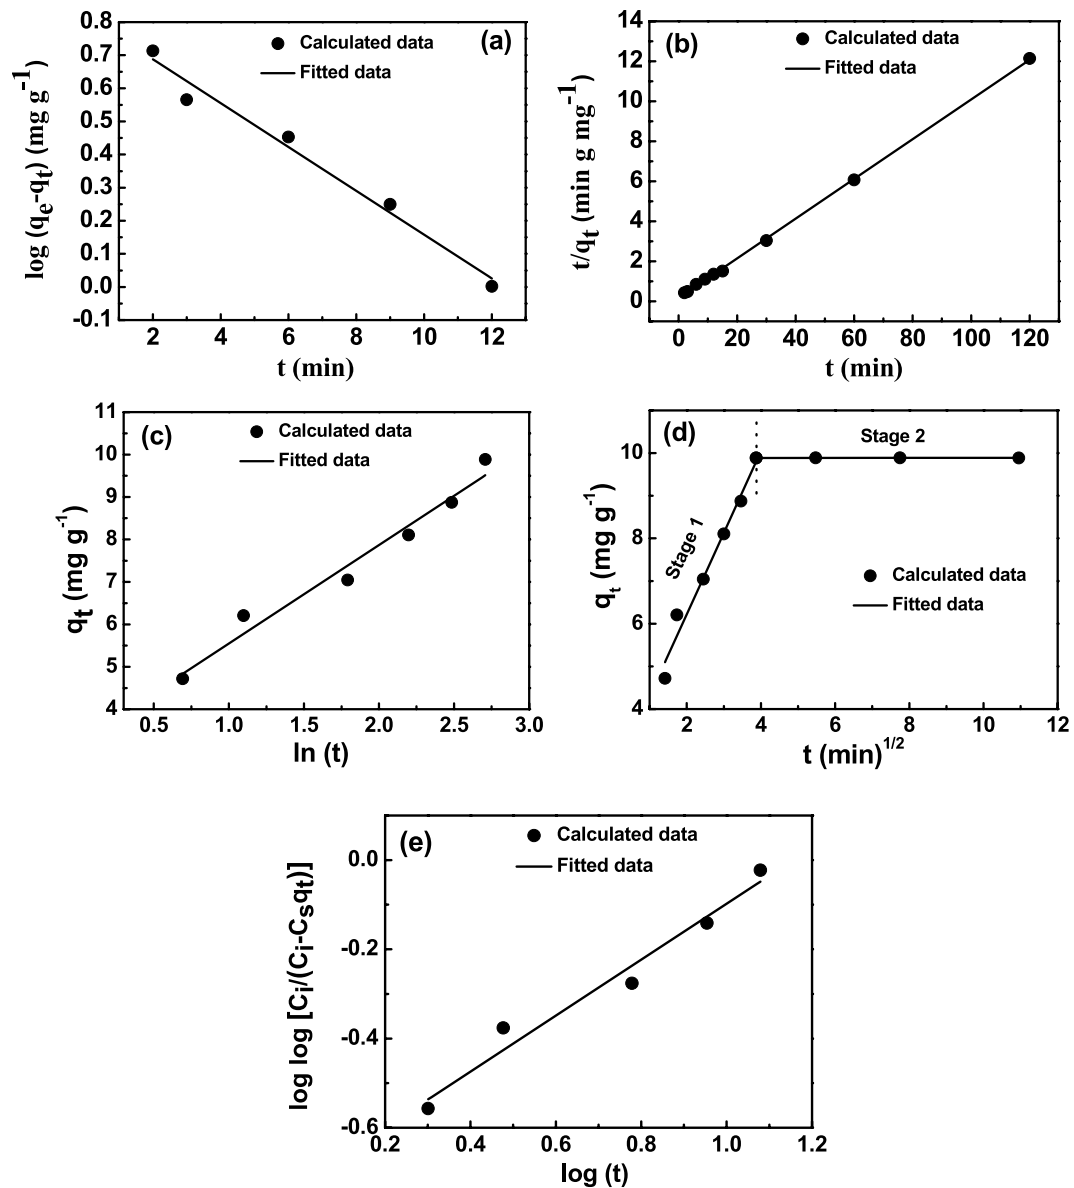 (a)
Calculated data
Fitted data
log (qe-qt) (mg g-1)
0.8
0.7
0.6
0.5
0.4
0.3
0.2
0.1
0.0
-0.1
2 4 6 8 10 12
t (min)
(b)
Calculated data
Fitted data
t/qt (min g mg-1)
14
12
10
8
6
4
2
0
0 20 40 60 80 100 120
t (min)
(c)
Calculated data
Fitted data
qt (mg g-1)
11
10
9
8
7
6
5
4
0.5 1.0 1.5 2.0 2.5 3.0
ln (t)
(d)
Stage 2
Stage 1
Calculated data
Fitted data
qt (mg g-1)
10
8
6
4
2 4 6 8 10 12
t (min)1/2
(e)
Calculated data
Fitted data
log log [Ci/(Ci-Csqt)]
0.0
-0.2
-0.4
-0.6
0.2 0.4 0.6 0.8 1.0 1.2
log (t)